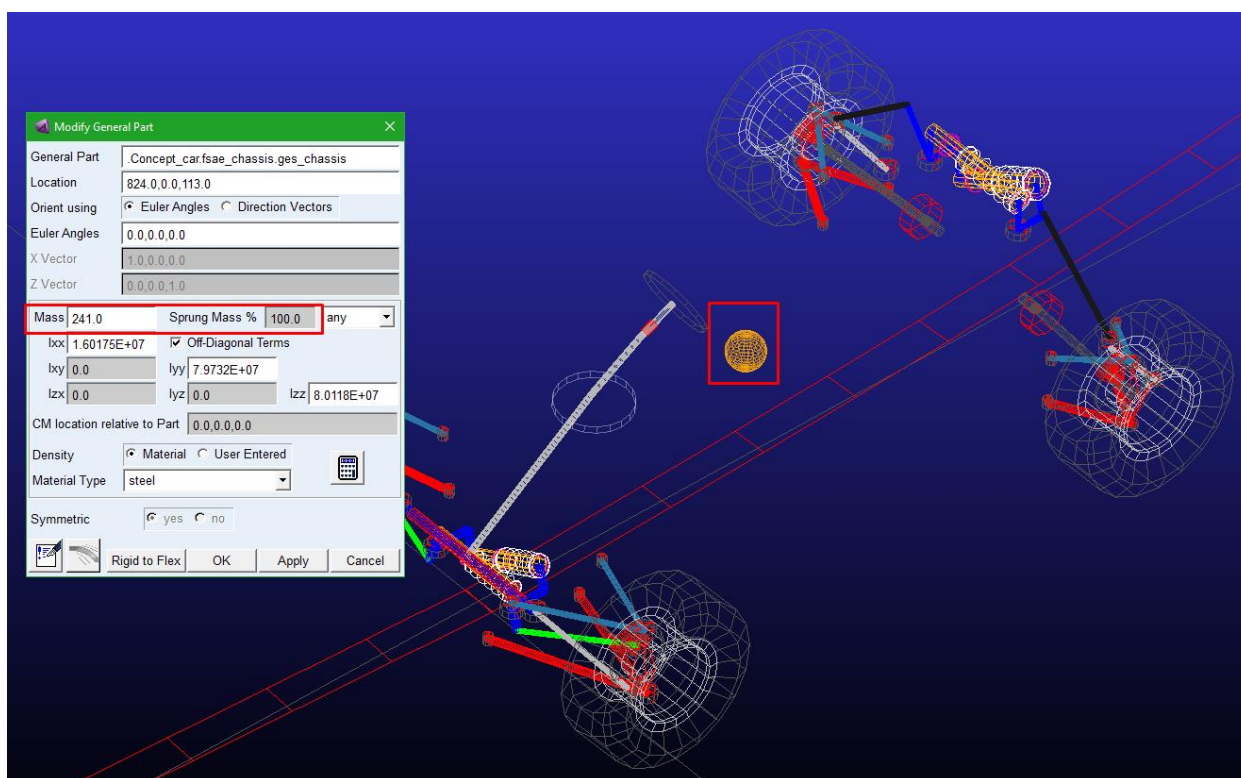 Modify General Part
General Part .Concept_car.fsae_chassis.ges_chassis
Location 824.0,0.0,113.0
Orient using Euler Angles Direction Vectors
Euler Angles 0.0,0.0,0.0
X Vector 1.0,0.0,0.0
Z Vector 0.0,0.0,1.0
Mass 241.0 Sprung Mass % 100.0 any
Ixx 1.60175E+07 Off-Diagonal Terms
Ixy 0.0 Iyy 7.9732E+07
Izx 0.0 Iyz 0.0 Izz 8.0118E+07
CM location relative to Part 0.0,0.0,0.0
Density Material User Entered
Material Type steel
Symmetric yes no
Rigid to Flex OK Apply Cancel